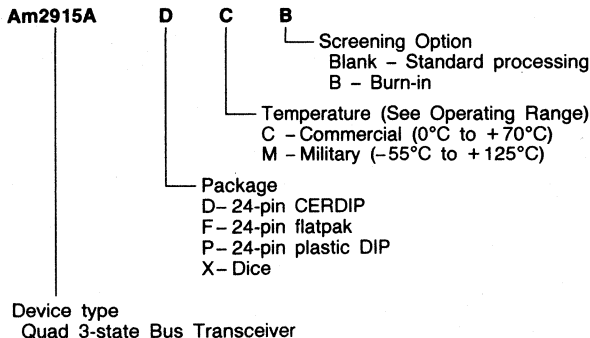 Am2915A D C B
Screening Option
Blank – Standard processing
B – Burn-in
Temperature (See Operating Range)
C – Commercial (0°C to +70°C)
M – Military (–55°C to +125°C)
Package
D– 24-pin CERDIP
F– 24-pin flatpak
P– 24-pin plastic DIP
X– Dice
Device type
Quad 3-state Bus Transceiver